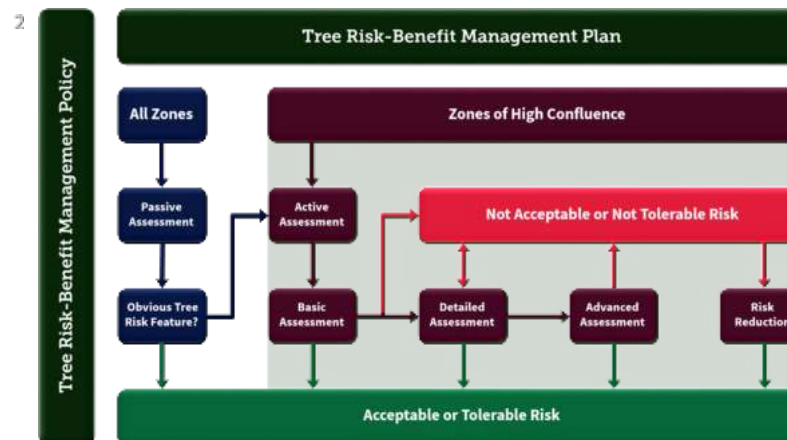 2
Tree Risk-Benefit Management Policy
Tree Risk-Benefit Management Plan
All Zones
Zones of High Confluence
Passive
Assessment
Active
Assessment
Not Acceptable or Not Tolerable Risk
Obvious Tree
Risk Feature?
Basic
Assessment
Detailed
Assessment
Advanced
Assessment
Risk
Reduction
Acceptable or Tolerable Risk